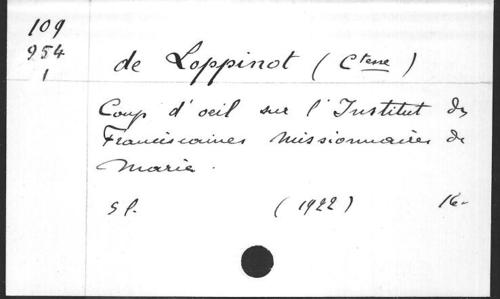 109
954
1
de Loppinot (Ctesse)
Coup d'oeil sur l'Institut des
Franciscaines Missionnaires de
Marie.
S l. (1922) 16-